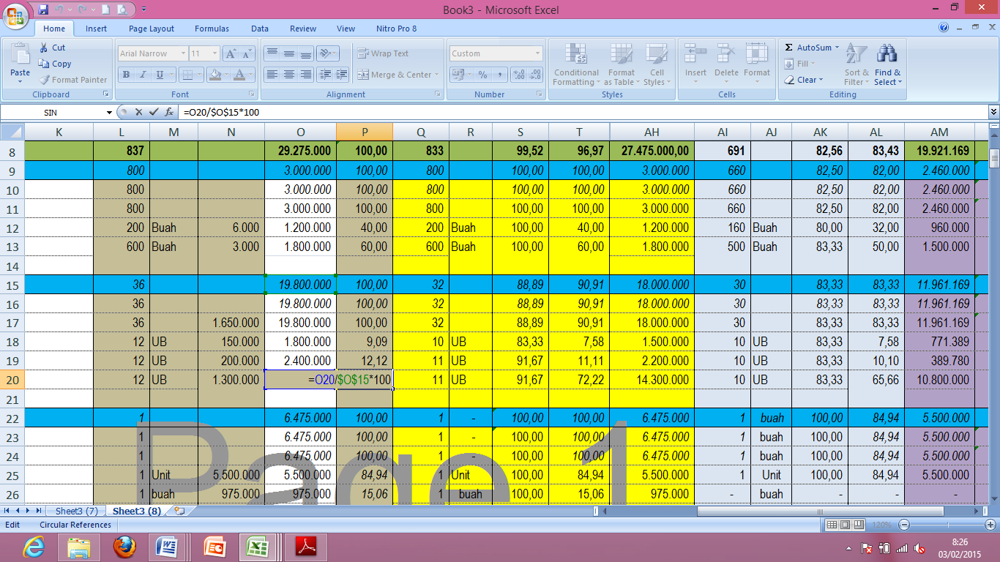 Book3 - Microsoft Excel
Home Insert Page Layout Formulas Data Review View Nitro Pro 8
Paste Cut Copy Format Painter Clipboard
Arial Narrow 11 B I U A A A Font
Wrap Text Merge & Center Alignment
Custom % , Number
Conditional Formatting Format as Table Cell Styles Styles
Insert Delete Format Cells
Σ AutoSum Fill Clear Sort & Filter Find & Select Editing
SIN fx =O20/$O$15*100
K L M N O P Q R S T AH AI AJ AK AL AM
8 837 29.275.000 100,00 833 99,52 96,97 27.475.000,00 691 82,56 83,43 19.921.169
9 800 3.000.000 100,00 800 100,00 100,00 3.000.000 660 82,50 82,00 2.460.000
10 800 3.000.000 100,00 800 100,00 100,00 3.000.000 660 82,50 82,00 2.460.000
11 800 3.000.000 100,00 800 100,00 100,00 3.000.000 660 82,50 82,00 2.460.000
12 200 Buah 6.000 1.200.000 40,00 200 Buah 100,00 40,00 1.200.000 160 Buah 80,00 32,00 960.000
13 600 Buah 3.000 1.800.000 60,00 600 Buah 100,00 60,00 1.800.000 500 Buah 83,33 50,00 1.500.000
14
15 36 19.800.000 100,00 32 88,89 90,91 18.000.000 30 83,33 83,33 11.961.169
16 36 19.800.000 100,00 32 88,89 90,91 18.000.000 30 83,33 83,33 11.961.169
17 36 1.650.000 19.800.000 100,00 32 88,89 90,91 18.000.000 30 83,33 83,33 11.961.169
18 12 UB 150.000 1.800.000 9,09 10 UB 83,33 7,58 1.500.000 10 UB 83,33 7,58 771.389
19 12 UB 200.000 2.400.000 12,12 11 UB 91,67 11,11 2.200.000 10 UB 83,33 10,10 389.780
20 12 UB 1.300.000 =O20/$O$15*100 11 UB 91,67 72,22 14.300.000 10 UB 83,33 65,66 10.800.000
21
22 1 6.475.000 100,00 1 - 100,00 100,00 6.475.000 1 buah 100,00 84,94 5.500.000
23 1 6.475.000 100,00 1 - 100,00 100,00 6.475.000 1 buah 100,00 84,94 5.500.000
24 1 6.475.000 100,00 1 - 100,00 100,00 6.475.000 1 buah 100,00 84,94 5.500.000
25 1 Unit 5.500.000 5.500.000 84,94 1 Unit 100,00 84,94 5.500.000 1 Unit 100,00 84,94 5.500.000
26 1 buah 975.000 975.000 15,06 1 buah 100,00 15,06 975.000 - buah - - -
Page 1
Sheet3 (7) Sheet3 (8)
Edit Circular References 120%
8:26
03/02/2015